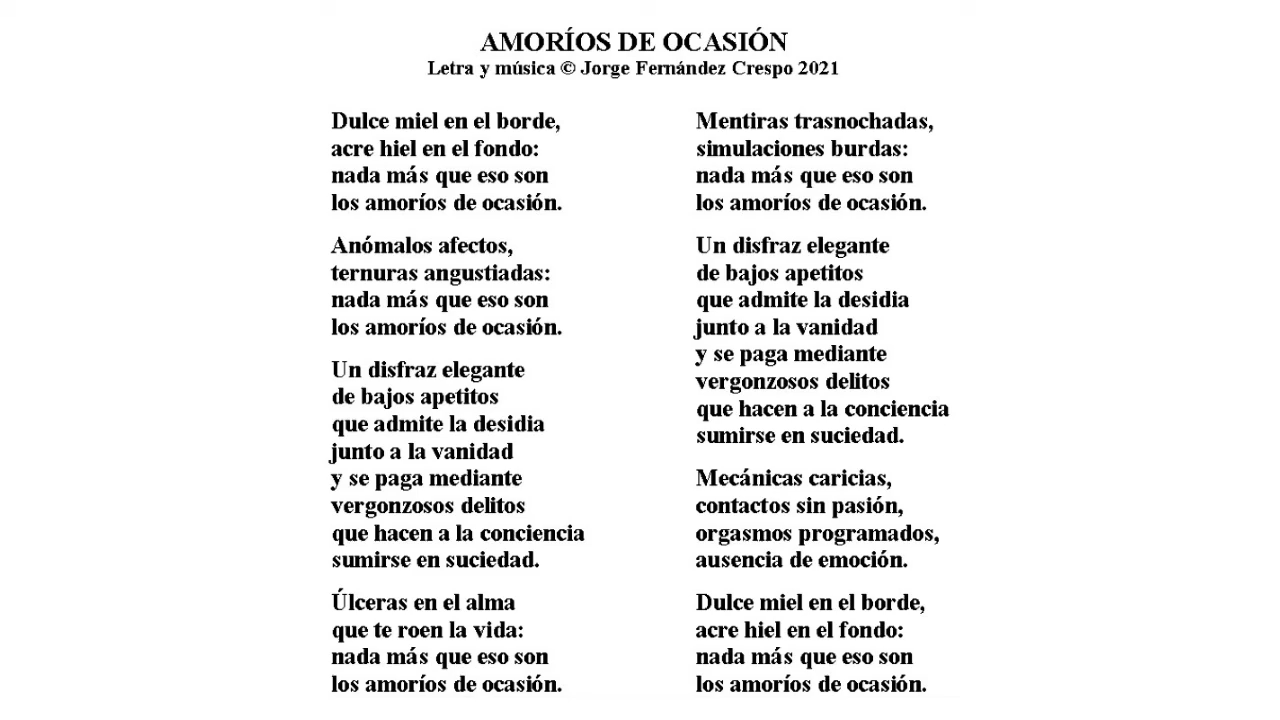 AMORÍOS DE OCASIÓN
Letra y música © Jorge Fernández Crespo 2021
Dulce miel en el borde,
acre hiel en el fondo:
nada más que eso son
los amoríos de ocasión.
Anómalos afectos,
ternuras angustiadas:
nada más que eso son
los amoríos de ocasión.
Un disfraz elegante
de bajos apetitos
que admite la desidia
junto a la vanidad
y se paga mediante
vergonzosos delitos
que hacen a la conciencia
sumirse en suciedad.
Úlceras en el alma
que te roen la vida:
nada más que eso son
los amoríos de ocasión.
Mentiras trasnochadas,
simulaciones burdas:
nada más que eso son
los amoríos de ocasión.
Un disfraz elegante
de bajos apetitos
que admite la desidia
junto a la vanidad
y se paga mediante
vergonzosos delitos
que hacen a la conciencia
sumirse en suciedad.
Mecánicas caricias,
contactos sin pasión,
orgasmos programados,
ausencia de emoción.
Dulce miel en el borde,
acre hiel en el fondo:
nada más que eso son
los amoríos de ocasión.